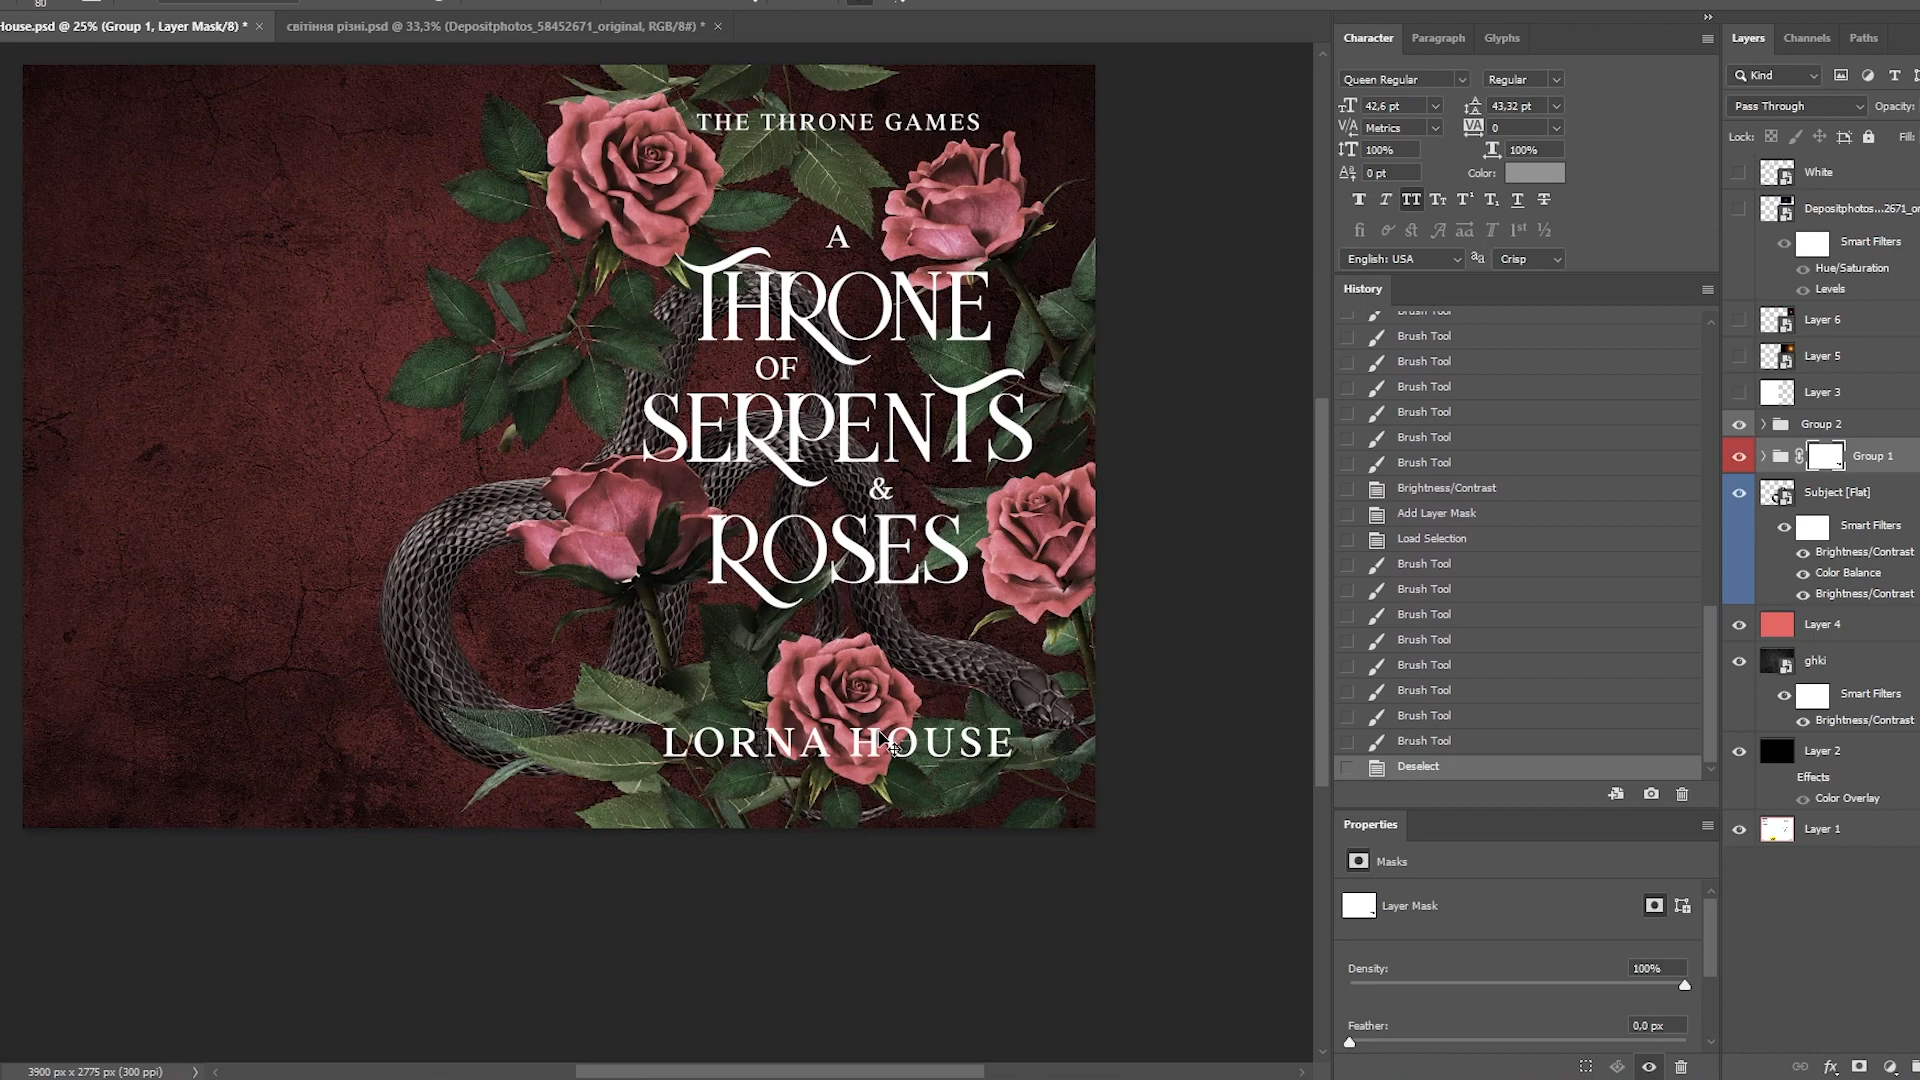 80
House.psd @ 25% (Group 1, Layer Mask/8) * ×
світіння різні.psd @ 33,3% (Depositphotos_58452671_original, RGB/8#) * ×
THE THRONE GAMES
A
THRONE
OF
SERPENTS
&
ROSES
LORNA HOUSE
3900 px x 2775 px (300 ppi)
Character Paragraph Glyphs
Queen Regular Regular
42,6 pt 43,32 pt
Metrics 0
100% 100%
0 pt Color:
English: USA Crisp
History
Brush Tool
Brush Tool
Brush Tool
Brush Tool
Brush Tool
Brush Tool
Brush Tool
Brightness/Contrast
Add Layer Mask
Load Selection
Brush Tool
Brush Tool
Brush Tool
Brush Tool
Brush Tool
Brush Tool
Brush Tool
Brush Tool
Deselect
Properties
Masks
Layer Mask
Density: 100%
Feather: 0,0 px
Layers Channels Paths
Kind
Pass Through Opacity:
Lock: Fill:
White
Depositphotos...2671_or
Smart Filters
Hue/Saturation
Levels
Layer 6
Layer 5
Layer 3
Group 2
Group 1
Subject [Flat]
Smart Filters
Brightness/Contrast
Color Balance
Brightness/Contrast
Layer 4
ghki
Smart Filters
Brightness/Contrast
Layer 2
Effects
Color Overlay
Layer 1
fx